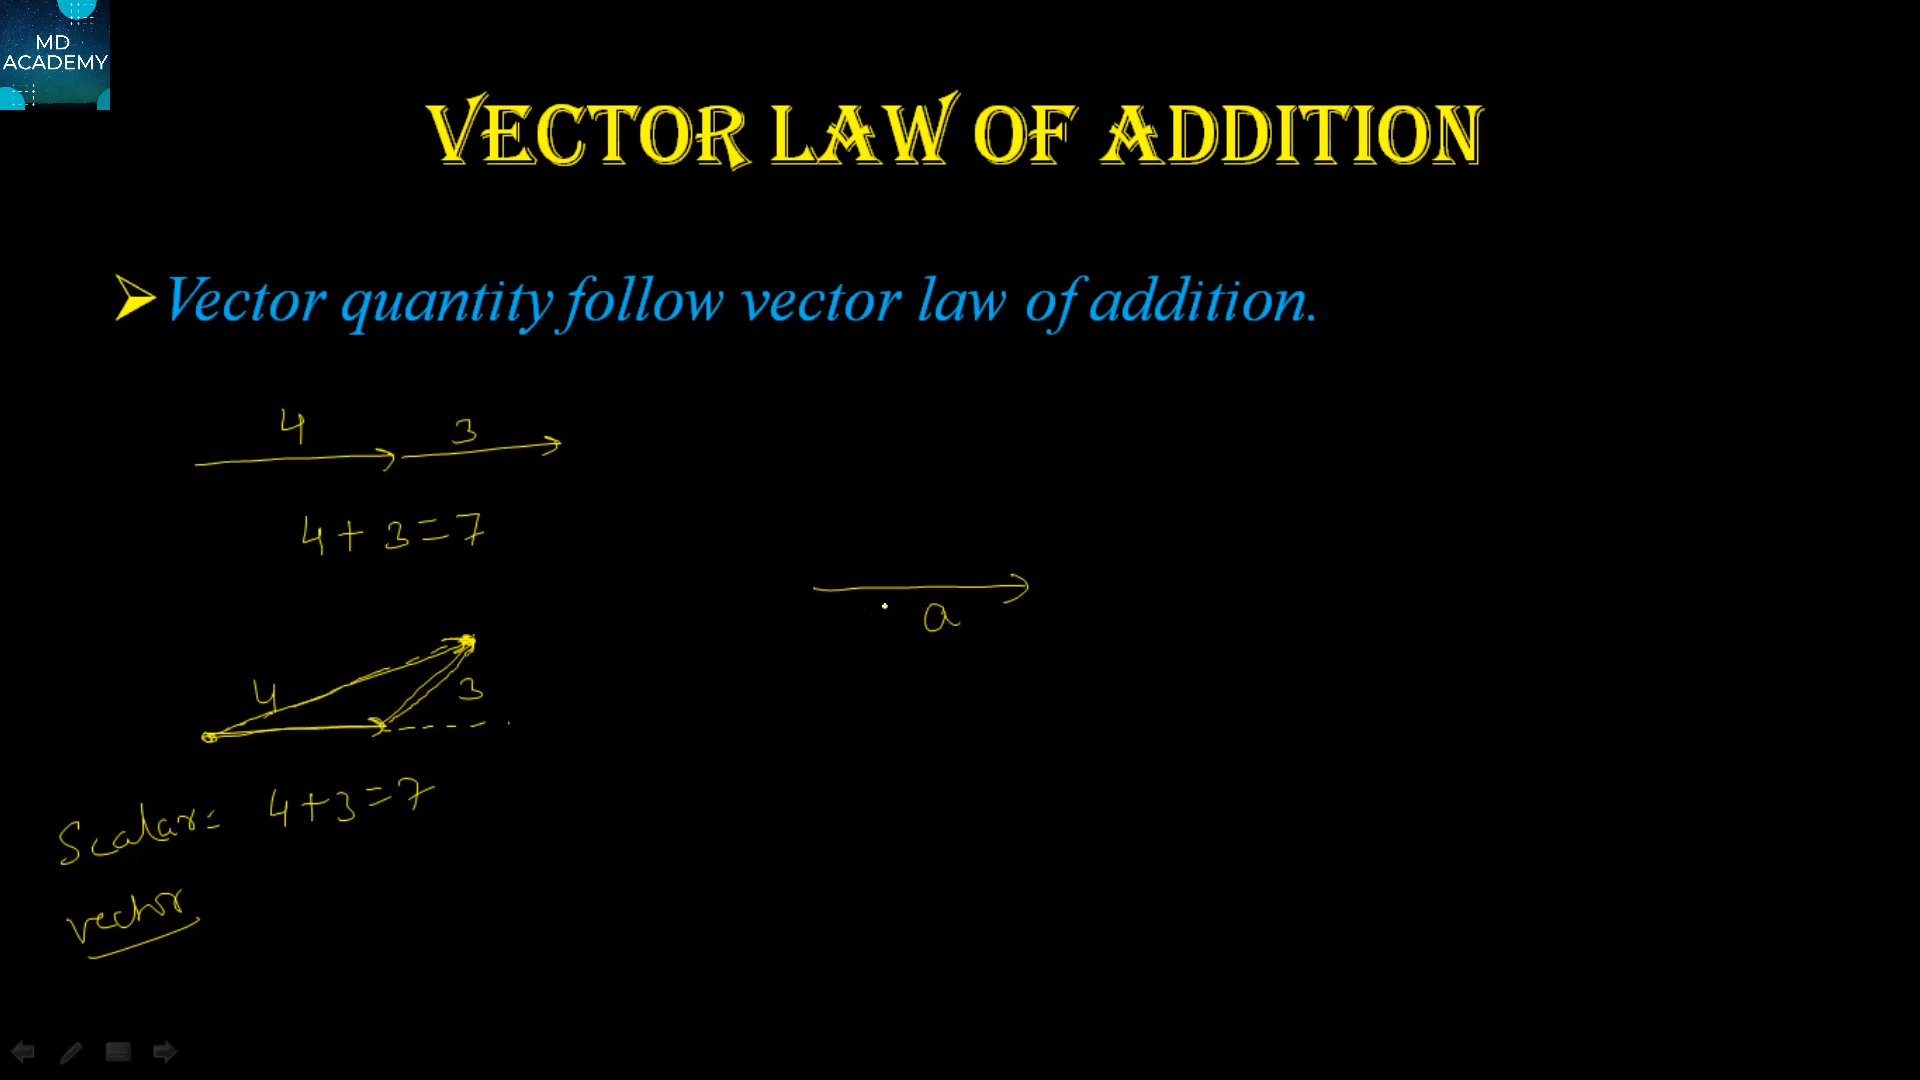 MD
ACADEMY
VECTOR LAW OF ADDITION
Vector quantity follow vector law of addition.
4 3
4 + 3 = 7
a
4 3
Scalar = 4+3=7
vector